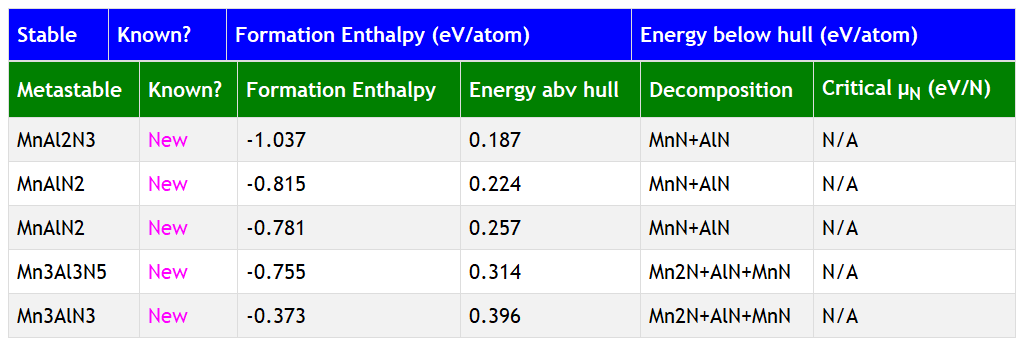 Stable Known? Formation Enthalpy (eV/atom) Energy below hull (eV/atom)
Metastable Known? Formation Enthalpy Energy abv hull Decomposition Critical μN (eV/N)
MnAl2N3 New -1.037 0.187 MnN+AlN N/A
MnAlN2 New -0.815 0.224 MnN+AlN N/A
MnAlN2 New -0.781 0.257 MnN+AlN N/A
Mn3Al3N5 New -0.755 0.314 Mn2N+AlN+MnN N/A
Mn3AlN3 New -0.373 0.396 Mn2N+AlN+MnN N/A